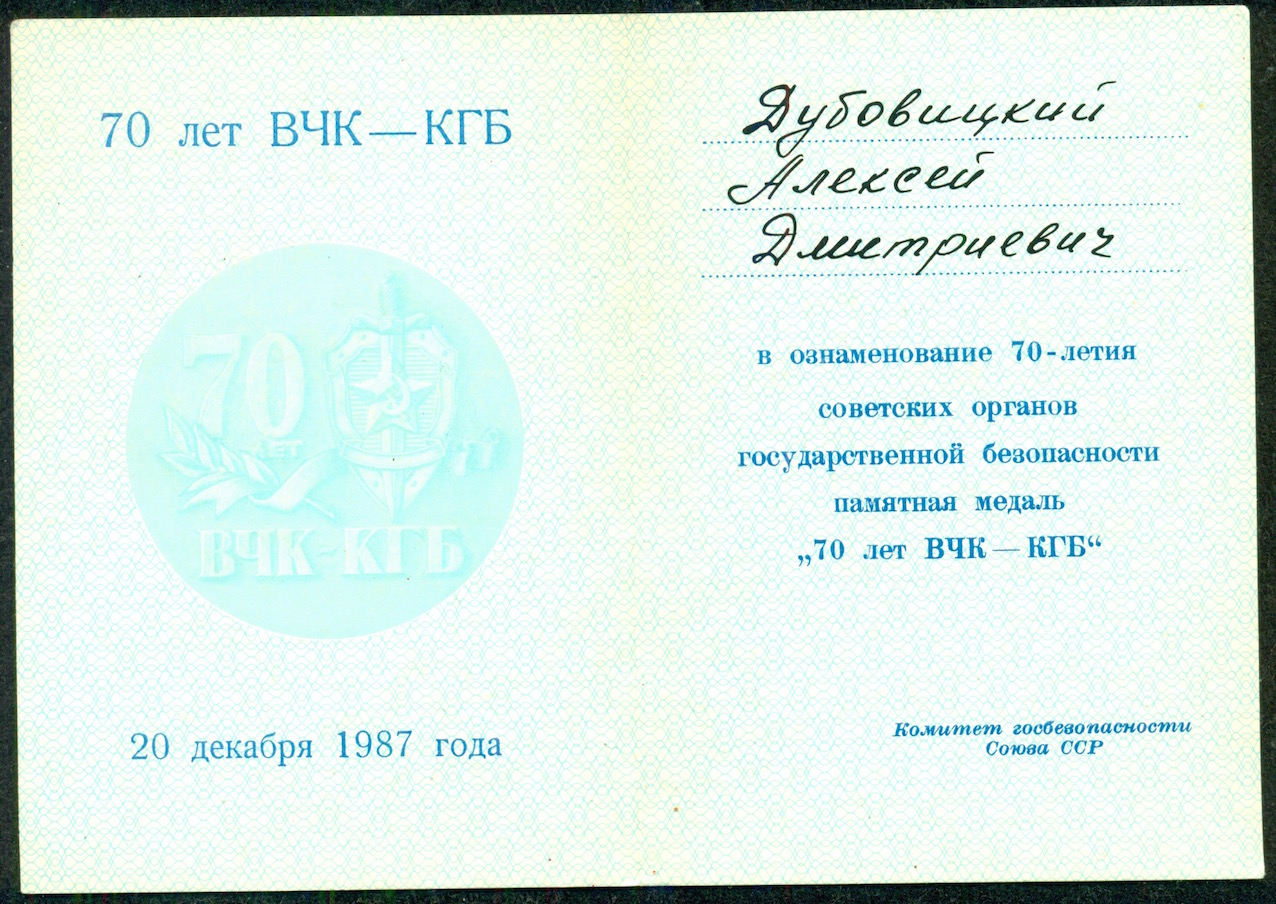 70 лет ВЧК—КГБ
70
ЛЕТ
ВЧК-КГБ
20 декабря 1987 года
Дубовицкий
Алексей
Дмитриевич
в ознаменование 70-летия
советских органов
государственной безопасности
памятная медаль
„70 лет ВЧК—КГБ“
Комитет госбезопасности
Союза ССР